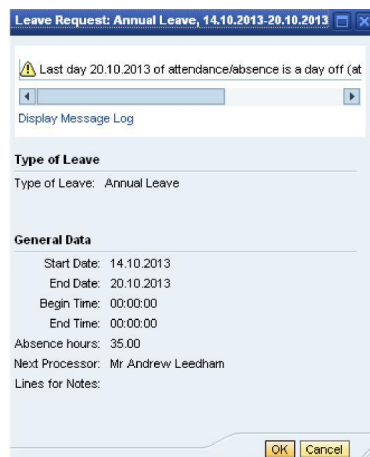 Leave Request: Annual Leave, 14.10.2013-20.10.2013
Last day 20.10.2013 of attendance/absence is a day off (at
Display Message Log
Type of Leave
Type of Leave: Annual Leave
General Data
Start Date: 14.10.2013
End Date: 20.10.2013
Begin Time: 00:00:00
End Time: 00:00:00
Absence hours: 35.00
Next Processor: Mr Andrew Leedham
Lines for Notes:
OK Cancel